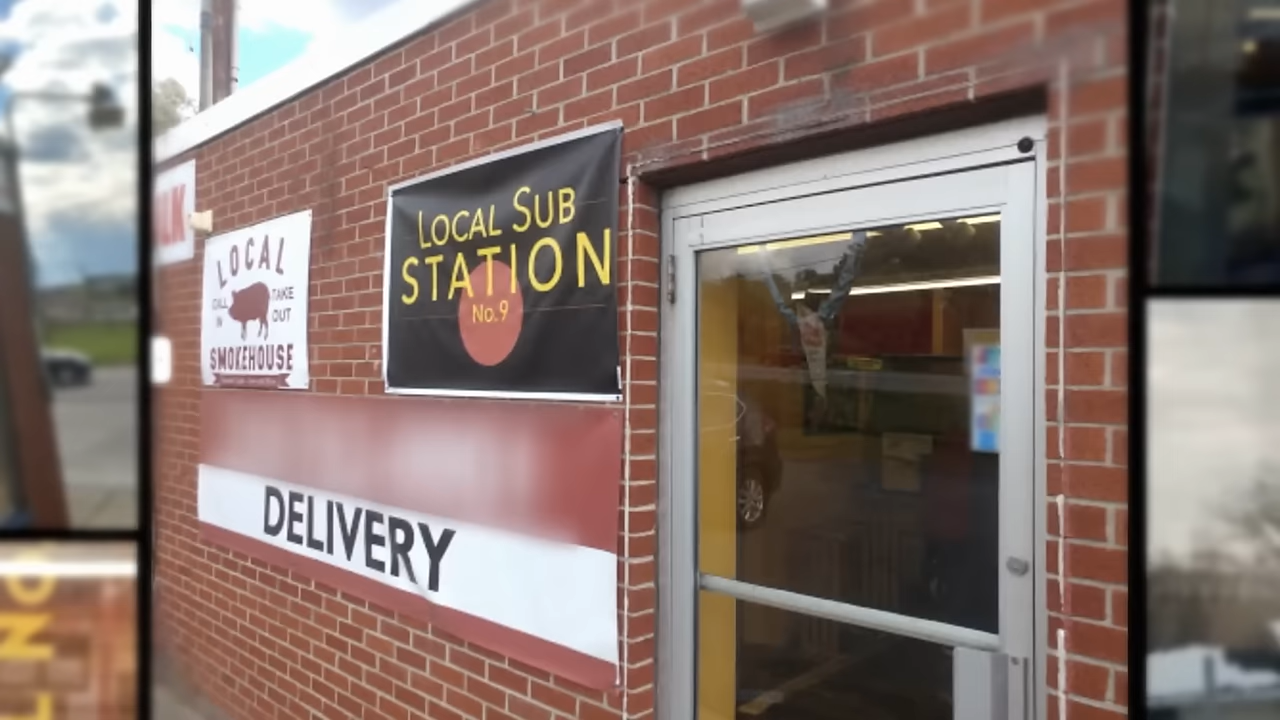 LOCAL
CALL IN
TAKE OUT
SMOKEHOUSE
LOCAL SUB
STATION
No.9
DELIVERY